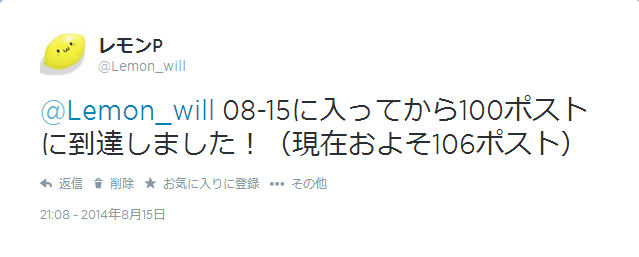 レモンP
@Lemon_will
@Lemon_will 08-15に入ってから100ポスト
に到達しました！（現在およそ106ポスト）
返信 削除 お気に入りに登録 その他
21:08 - 2014年8月15日